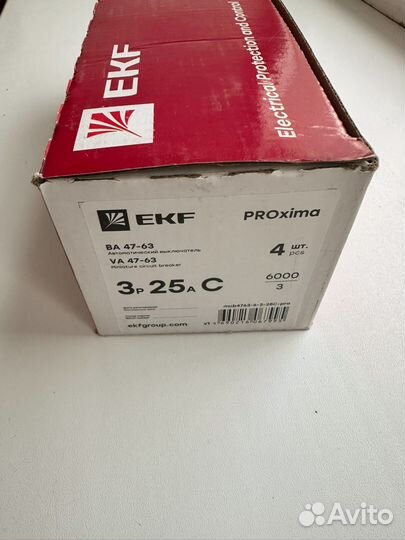 EKF
Electrical Protection and Control
EKF
PROxima
ВА 47-63
Автоматический выключатель
VA 47-63
Miniature circuit breaker
4 шт.
pcs
3P 25A C
6000
3
mcb4763-6-3-25C-pro
ekfgroup.com
Avito